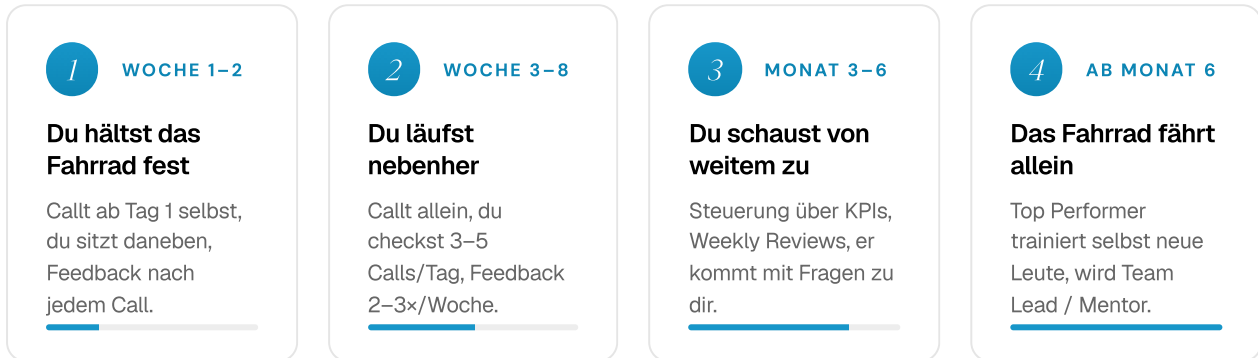 1 WOCHE 1–2
Du hältst das
Fahrrad fest
Callt ab Tag 1 selbst,
du sitzt daneben,
Feedback nach
jedem Call.
2 WOCHE 3–8
Du läufst
nebenher
Callt allein, du
checkst 3–5
Calls/Tag, Feedback
2–3×/Woche.
3 MONAT 3–6
Du schaust von
weitem zu
Steuerung über KPIs,
Weekly Reviews, er
kommt mit Fragen zu
dir.
4 AB MONAT 6
Das Fahrrad fährt
allein
Top Performer
trainiert selbst neue
Leute, wird Team
Lead / Mentor.